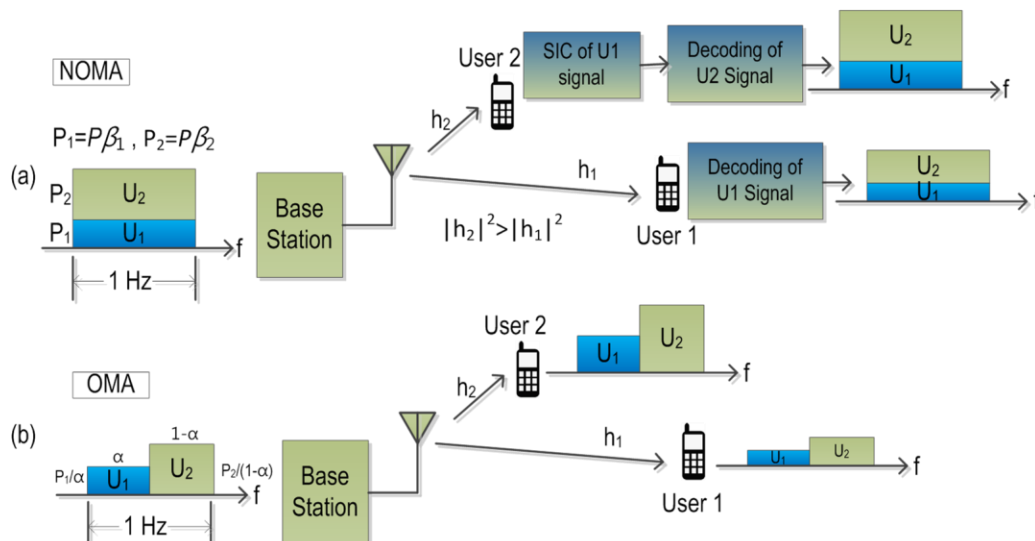 NOMA
P₁=Pβ₁ , P₂=Pβ₂
(a)
P₂
P₁
U₂
U₁
f
1 Hz
Base
Station
h₂
h₁
|h₂|²>|h₁|²
User 2
SIC of U1
signal
Decoding of
U2 Signal
U₂
U₁
f
User 1
Decoding of
U1 Signal
U₂
U₁
OMA
(b)
P₁/α
α
1-α
U₁
U₂
P₂/(1-α)
f
1 Hz
Base
Station
h₂
h₁
User 2
U₁
U₂
f
User 1
U₁
U₂
f